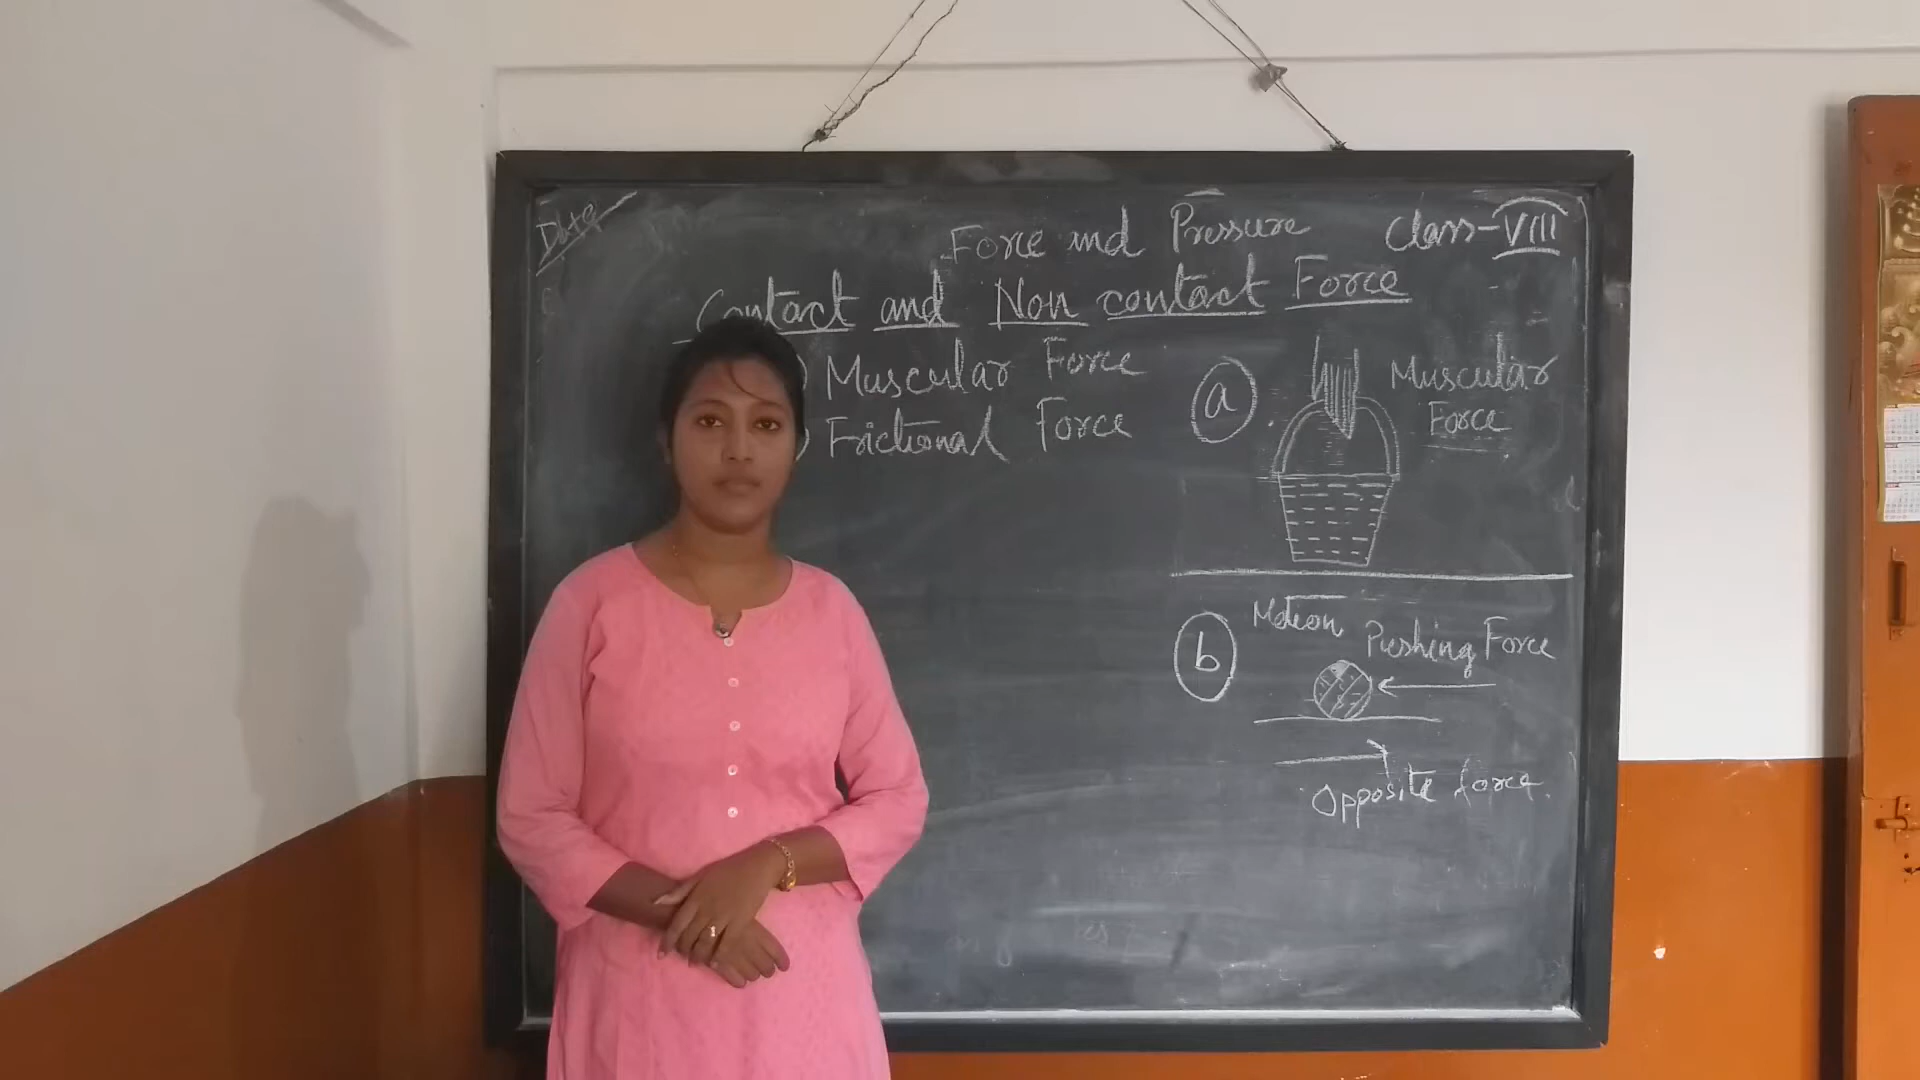 Date
Force and Pressure
Class-VIII
Contact and Non contact Force
) Muscular Force
) Frictional Force
a
Muscular
Force
b
Motion
Pushing Force
Opposite force.